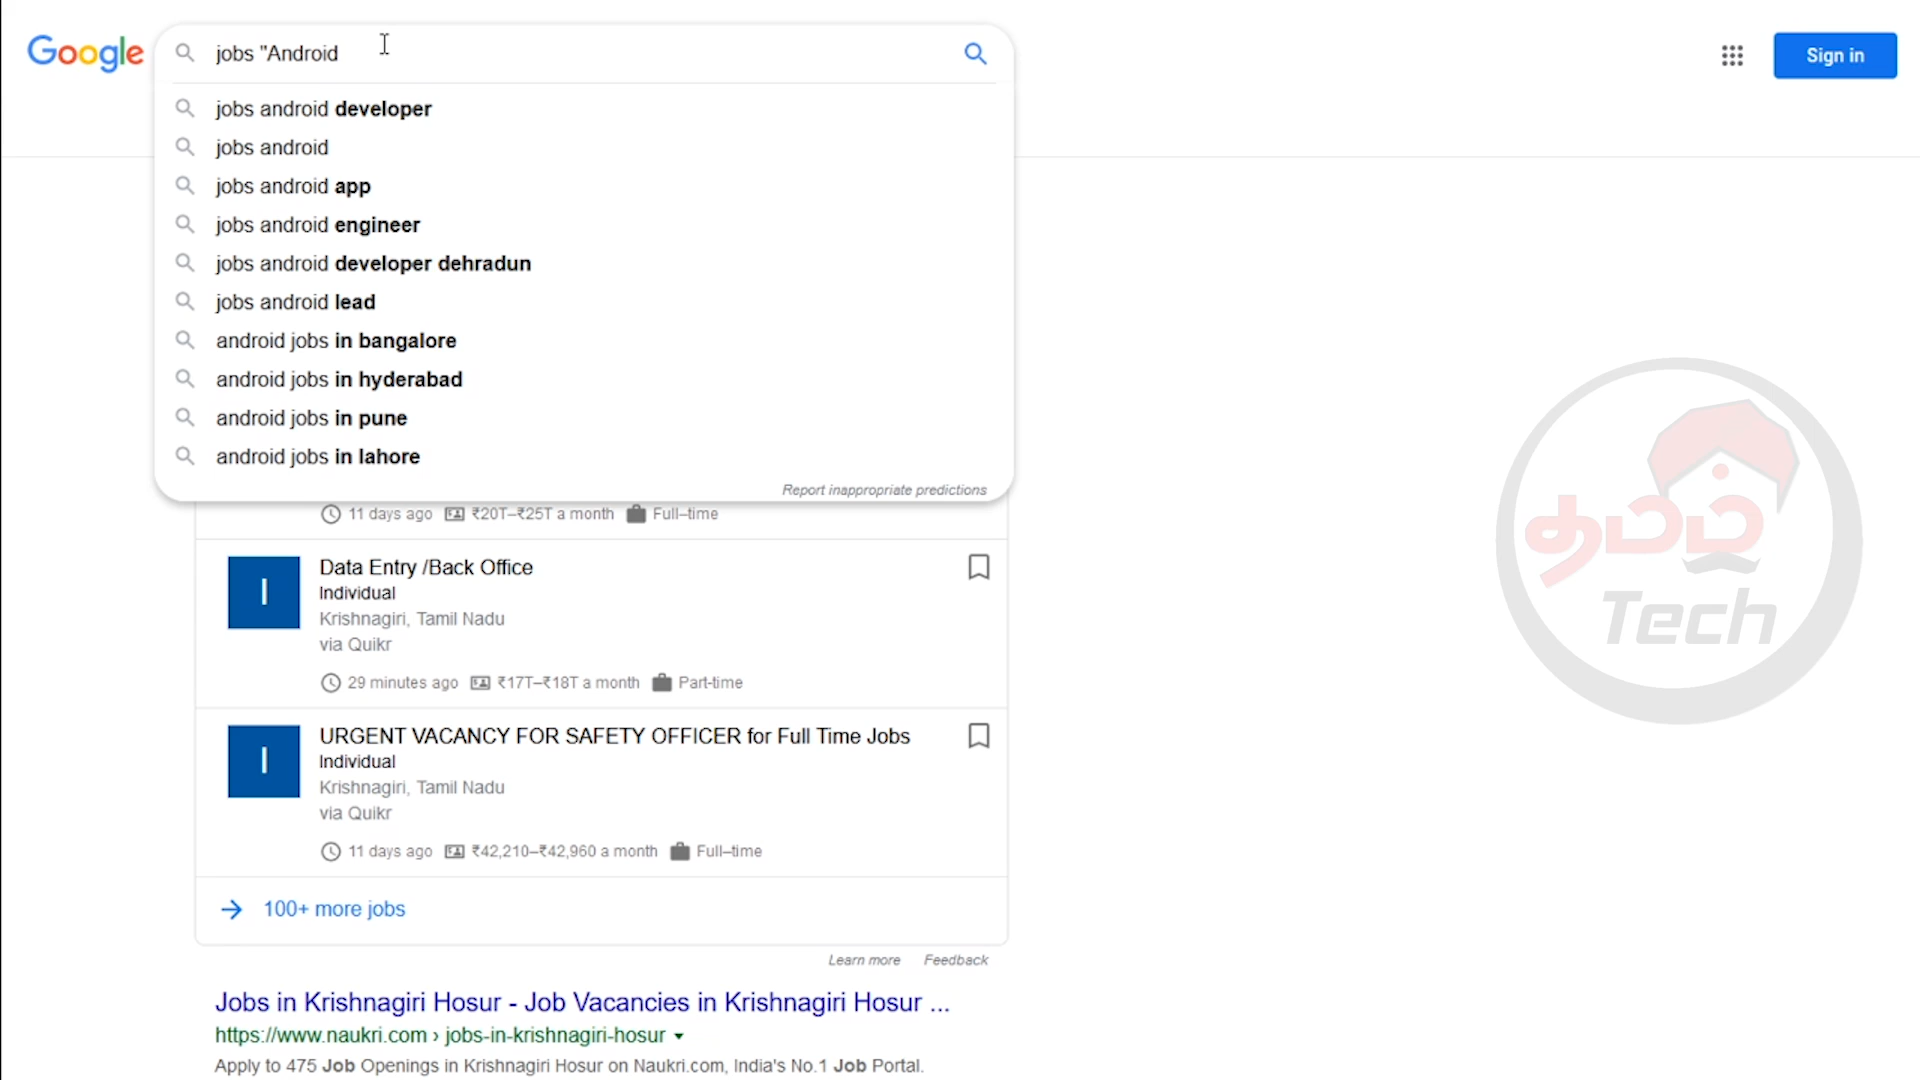 Google
jobs "Android
Sign in
jobs android developer
jobs android
jobs android app
jobs android engineer
jobs android developer dehradun
jobs android lead
android jobs in bangalore
android jobs in hyderabad
android jobs in pune
android jobs in lahore
Report inappropriate predictions
11 days ago ₹20T–₹25T a month Full–time
I
Data Entry /Back Office
Individual
Krishnagiri, Tamil Nadu
via Quikr
29 minutes ago ₹17T–₹18T a month Part-time
I
URGENT VACANCY FOR SAFETY OFFICER for Full Time Jobs
Individual
Krishnagiri, Tamil Nadu
via Quikr
11 days ago ₹42,210–₹42,960 a month Full–time
100+ more jobs
Learn more Feedback
Jobs in Krishnagiri Hosur - Job Vacancies in Krishnagiri Hosur ...
https://www.naukri.com › jobs-in-krishnagiri-hosur
Apply to 475 Job Openings in Krishnagiri Hosur on Naukri.com, India's No.1 Job Portal.
தமிழ்
Tech